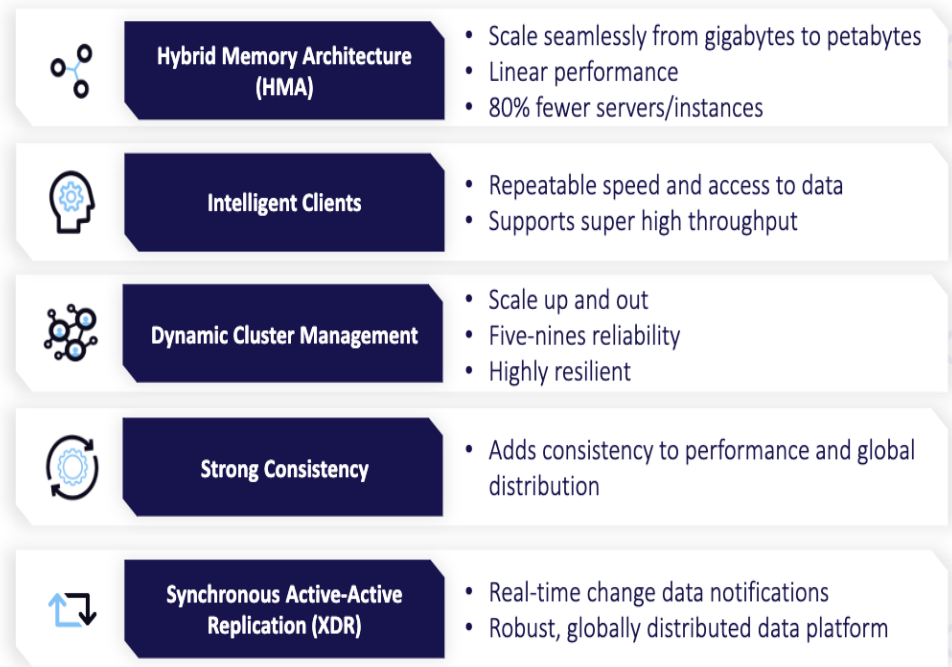 Hybrid Memory Architecture
(HMA)
• Scale seamlessly from gigabytes to petabytes
• Linear performance
• 80% fewer servers/instances
Intelligent Clients
• Repeatable speed and access to data
• Supports super high throughput
Dynamic Cluster Management
• Scale up and out
• Five-nines reliability
• Highly resilient
Strong Consistency
• Adds consistency to performance and global
distribution
Synchronous Active-Active
Replication (XDR)
• Real-time change data notifications
• Robust, globally distributed data platform